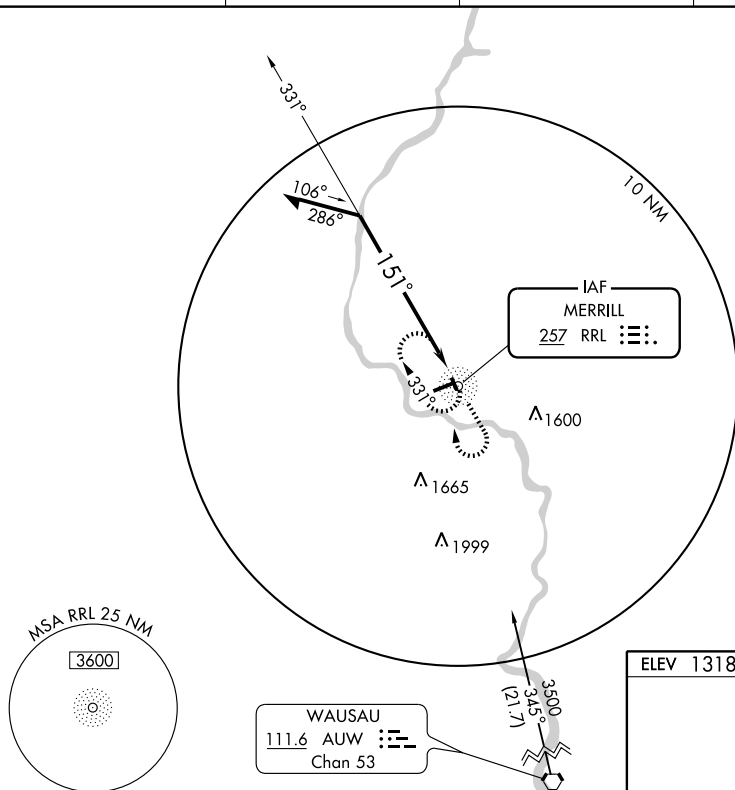 331°
106°
286°
10 NM
151°
IAF
MERRILL
257 RRL
331°
1600
1665
1999
MSA RRL 25 NM
3600
3500
345°
(21.7)
WAUSAU
111.6 AUW
Chan 53
ELEV 1318